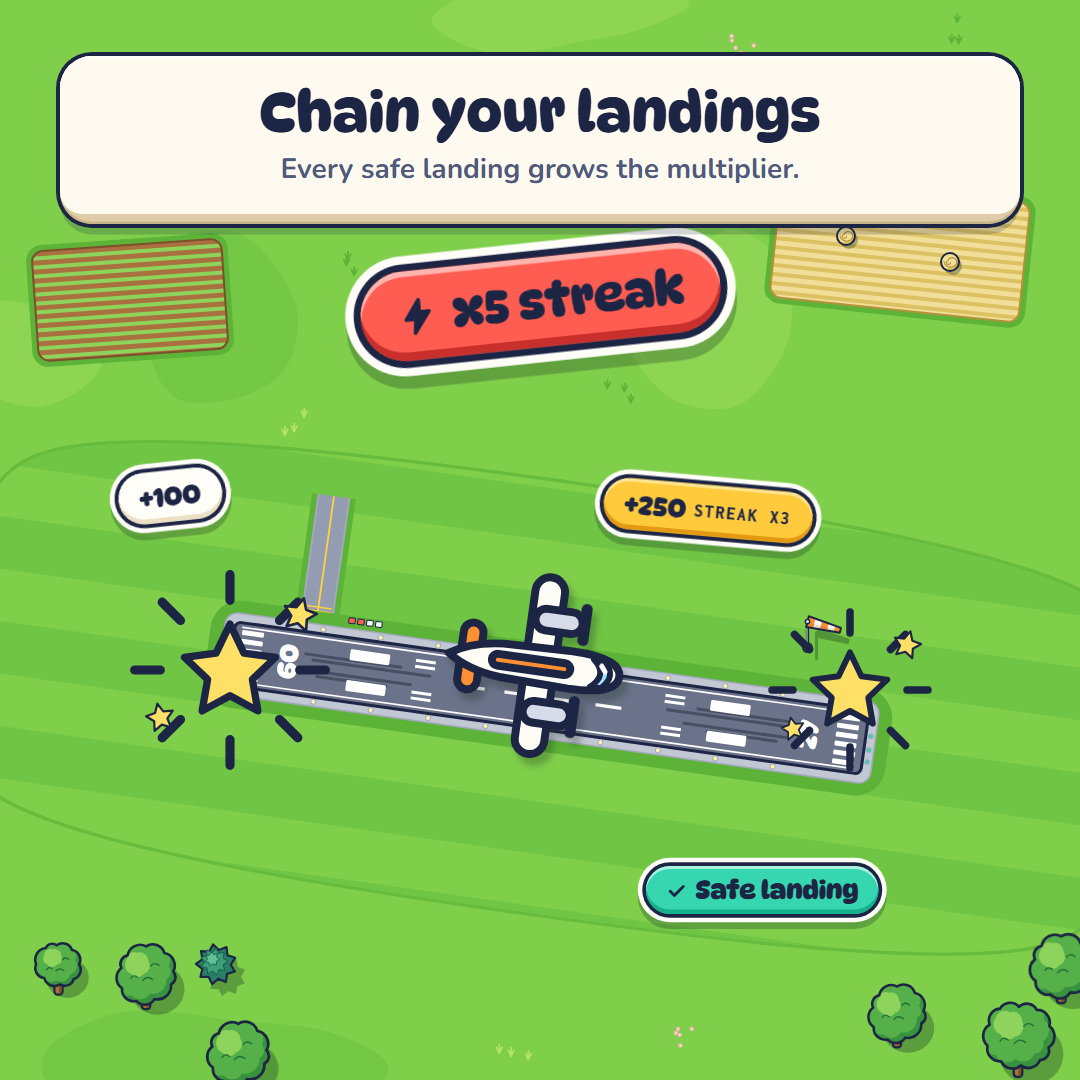 Chain your landings
Every safe landing grows the multiplier.
x5 streak
+100
+250 STREAK X3
09
Safe landing